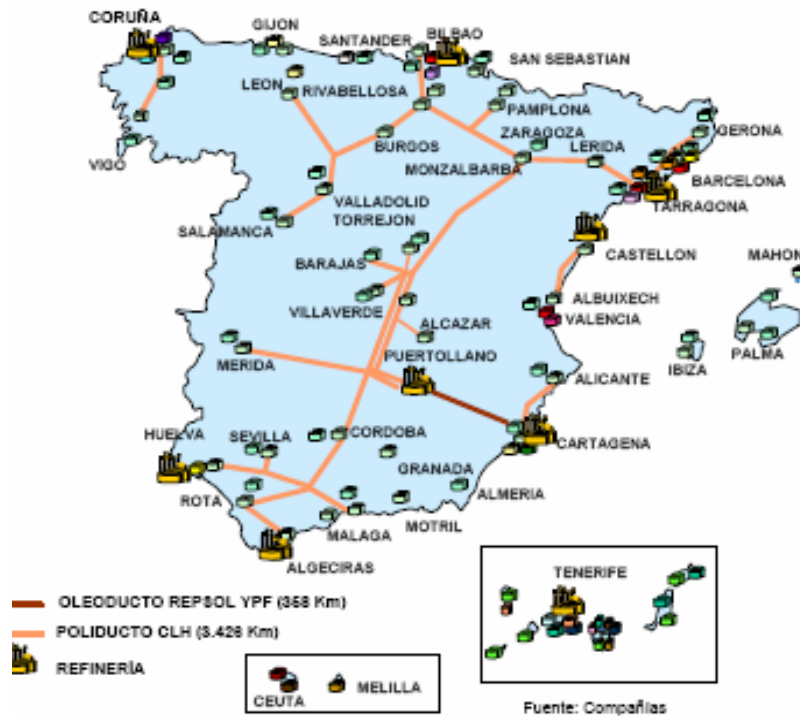 CORUÑA
GIJON
SANTANDER
BILBAO
SAN SEBASTIAN
LEON
RIVABELLOSA
PAMPLONA
BURGOS
ZARAGOZA
LERIDA
GERONA
VIGO
MONZALBARBA
BARCELONA
VALLADOLID
TARRAGONA
SALAMANCA
TORREJON
CASTELLON
MAHON
BARAJAS
ALBUIXECH
VILLAVERDE
VALENCIA
ALCAZAR
PALMA
MERIDA
PUERTOLLANO
IBIZA
ALICANTE
HUELVA
SEVILLA
CORDOBA
CARTAGENA
GRANADA
ROTA
ALMERIA
MALAGA
MOTRIL
ALGECIRAS
TENERIFE
OLEODUCTO REPSOL YPF (358 Km)
POLIDUCTO CLH (3.426 Km)
REFINERÍA
CEUTA
MELILLA
Fuente: Compañías